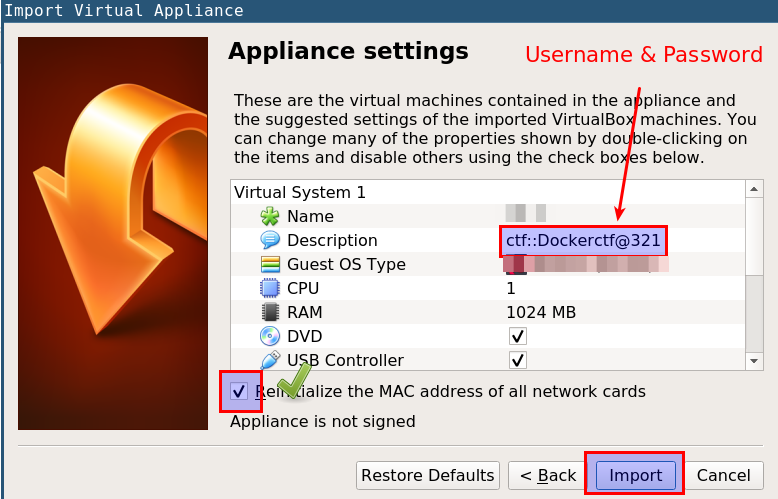 Import Virtual Appliance
Appliance settings
Username & Password
These are the virtual machines contained in the appliance and
the suggested settings of the imported VirtualBox machines. You
can change many of the properties shown by double-clicking on
the items and disable others using the check boxes below.
Virtual System 1
Name
Description ctf::Dockerctf@321
Guest OS Type
CPU 1
RAM 1024 MB
DVD
USB Controller
Reinitialize the MAC address of all network cards
Appliance is not signed
Restore Defaults < Back Import Cancel